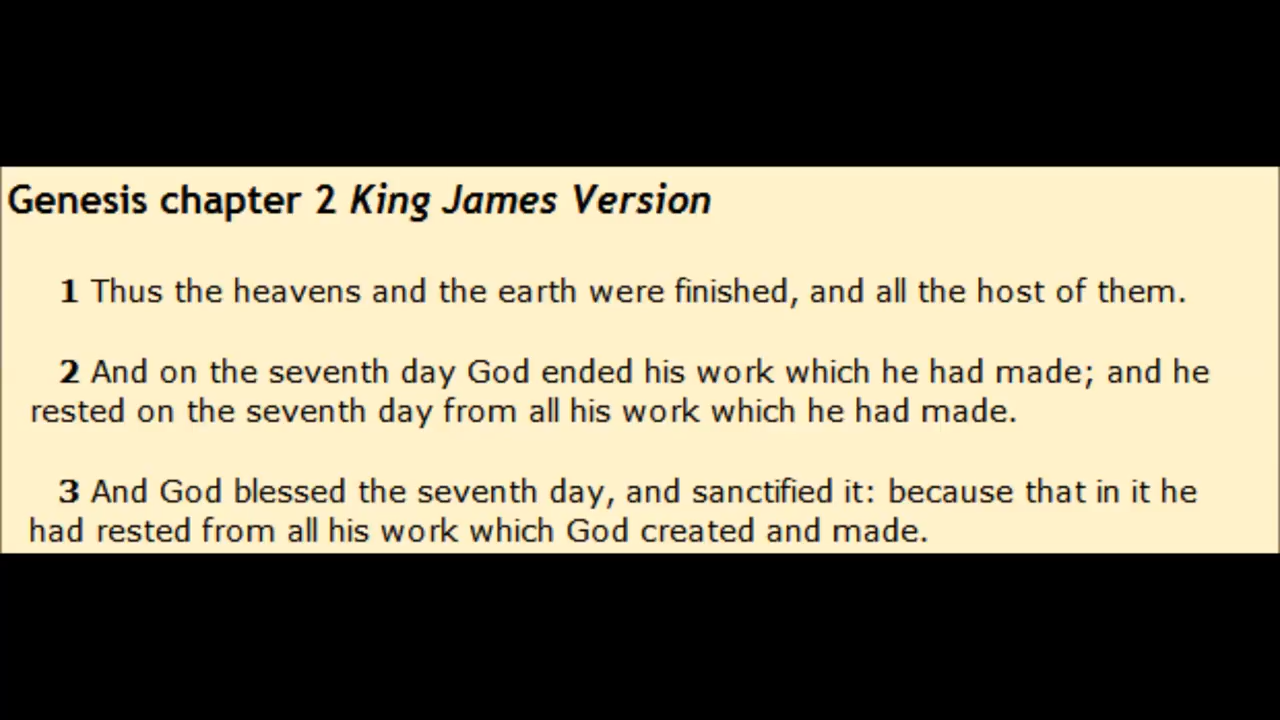 Genesis chapter 2 King James Version
1 Thus the heavens and the earth were finished, and all the host of them.
2 And on the seventh day God ended his work which he had made; and he
rested on the seventh day from all his work which he had made.
3 And God blessed the seventh day, and sanctified it: because that in it he
had rested from all his work which God created and made.